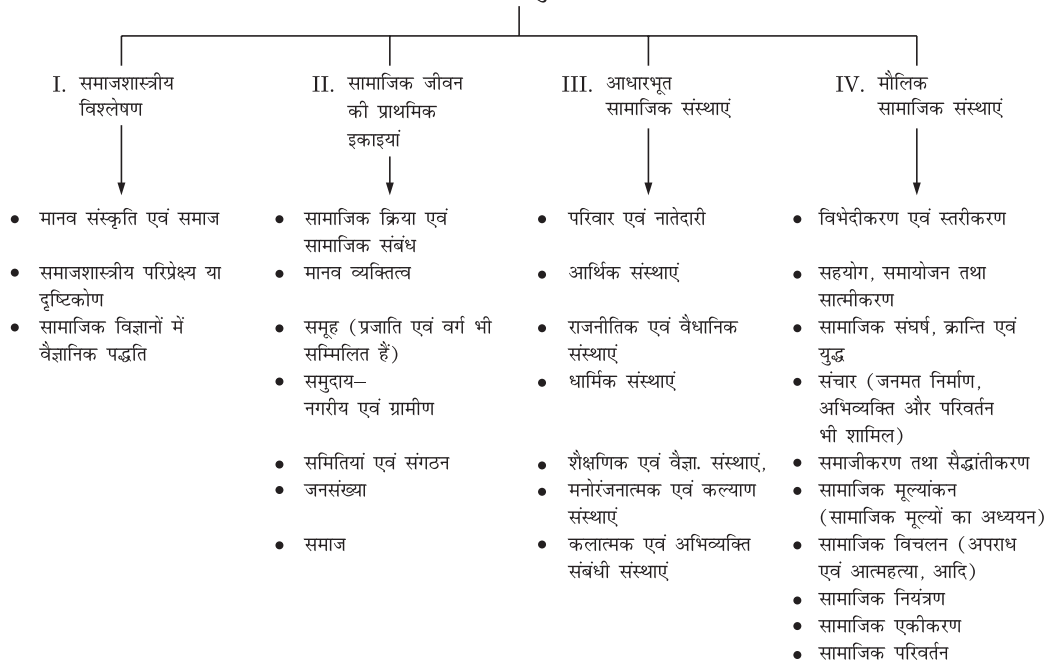 I. समाजशास्त्रीय
विश्लेषण
II. सामाजिक जीवन
की प्राथमिक
इकाइयां
III. आधारभूत
सामाजिक संस्थाएं
IV. मौलिक
सामाजिक संस्थाएं
• मानव संस्कृति एवं समाज
• समाजशास्त्रीय परिप्रेक्ष्य या
दृष्टिकोण
• सामाजिक विज्ञानों में
वैज्ञानिक पद्धति
• सामाजिक क्रिया एवं
सामाजिक संबंध
• मानव व्यक्तित्व
• समूह (प्रजाति एवं वर्ग भी
सम्मिलित हैं)
• समुदाय–
नगरीय एवं ग्रामीण
• समितियां एवं संगठन
• जनसंख्या
• समाज
• परिवार एवं नातेदारी
• आर्थिक संस्थाएं
• राजनीतिक एवं वैधानिक
संस्थाएं
• धार्मिक संस्थाएं
• शैक्षणिक एवं वैज्ञा. संस्थाएं,
• मनोरंजनात्मक एवं कल्याण
संस्थाएं
• कलात्मक एवं अभिव्यक्ति
संबंधी संस्थाएं
• विभेदीकरण एवं स्तरीकरण
• सहयोग, समायोजन तथा
सात्मीकरण
• सामाजिक संघर्ष, क्रान्ति एवं
युद्ध
• संचार (जनमत निर्माण,
अभिव्यक्ति और परिवर्तन
भी शामिल)
• समाजीकरण तथा सैद्धांतीकरण
• सामाजिक मूल्यांकन
(सामाजिक मूल्यों का अध्ययन)
• सामाजिक विचलन (अपराध
एवं आत्महत्या, आदि)
• सामाजिक नियंत्रण
• सामाजिक एकीकरण
• सामाजिक परिवर्तन